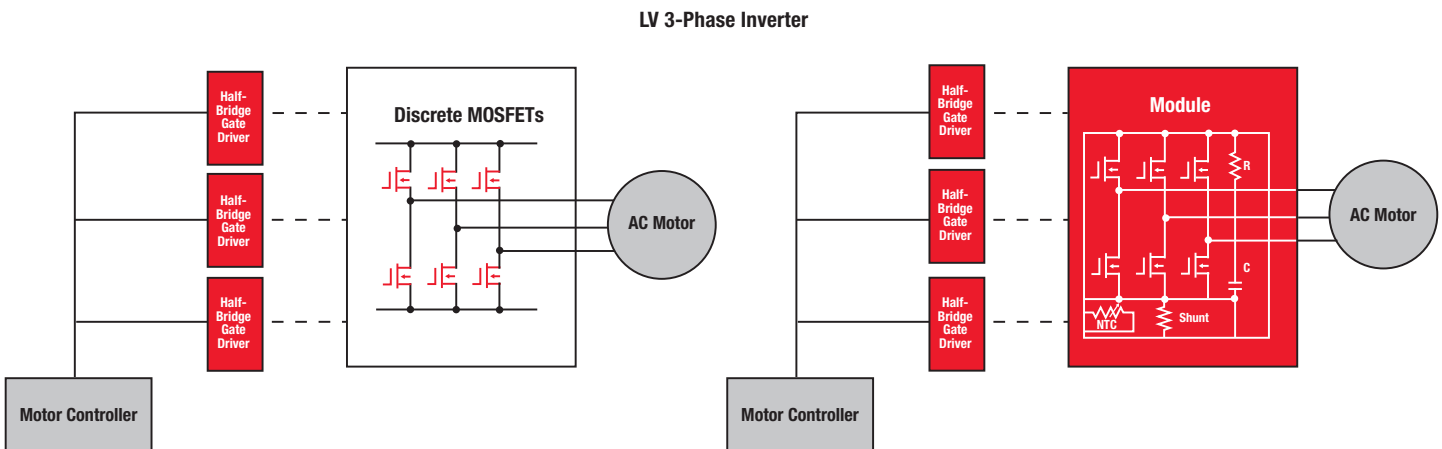 LV 3-Phase Inverter
Half-
Bridge
Gate
Driver
Half-
Bridge
Gate
Driver
Half-
Bridge
Gate
Driver
Discrete MOSFETs
AC Motor
Motor Controller
Half-
Bridge
Gate
Driver
Half-
Bridge
Gate
Driver
Half-
Bridge
Gate
Driver
Module
R
C
NTC
Shunt
AC Motor
Motor Controller